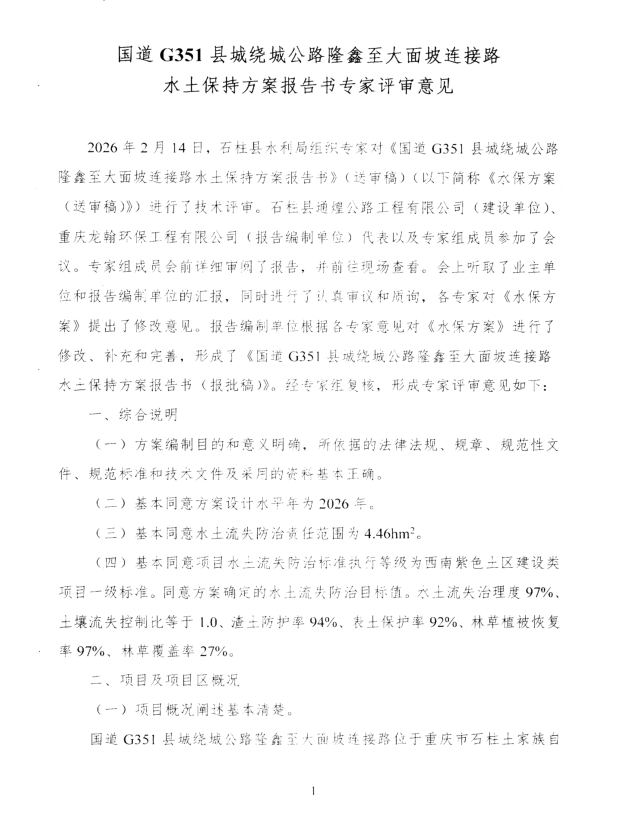 国道 G351 县城绕城公路隆鑫至大面坡连接路
水土保持方案报告书专家评审意见
2026 年 2 月 14 日，石柱县水利局组织专家对《国道 G351 县城绕城公路
隆鑫至大面坡连接路水土保持方案报告书》（送审稿）（以下简称《水保方案
（送审稿）》）进行了技术评审。石柱县通煌公路工程有限公司（建设单位）、
重庆龙翰环保工程有限公司（报告编制单位）代表以及专家组成员参加了会
议。专家组成员会前详细审阅了报告，并前往现场查看。会上听取了业主单
位和报告编制单位的汇报，同时进行了认真审议和质询，各专家对《水保方
案》提出了修改意见。报告编制单位根据各专家意见对《水保方案》进行了
修改、补充和完善，形成了《国道 G351 县城绕城公路隆鑫至大面坡连接路
水土保持方案报告书（报批稿）》。经专家组复核，形成专家评审意见如下：
一、综合说明
（一）方案编制目的和意义明确，所依据的法律法规、规章、规范性文
件、规范标准和技术文件及采用的资料基本正确。
（二）基本同意方案设计水平年为 2026 年。
（三）基本同意水土流失防治责任范围为 4.46hm²。
（四）基本同意项目水土流失防治标准执行等级为西南紫色土区建设类
项目一级标准。同意方案确定的水土流失防治目标值。水土流失治理度 97%、
土壤流失控制比等于 1.0、渣土防护率 94%、表土保护率 92%、林草植被恢复
率 97%、林草覆盖率 27%。
二、项目及项目区概况
（一）项目概况阐述基本清楚。
国道 G351 县城绕城公路隆鑫至大面坡连接路位于重庆市石柱土家族自
1